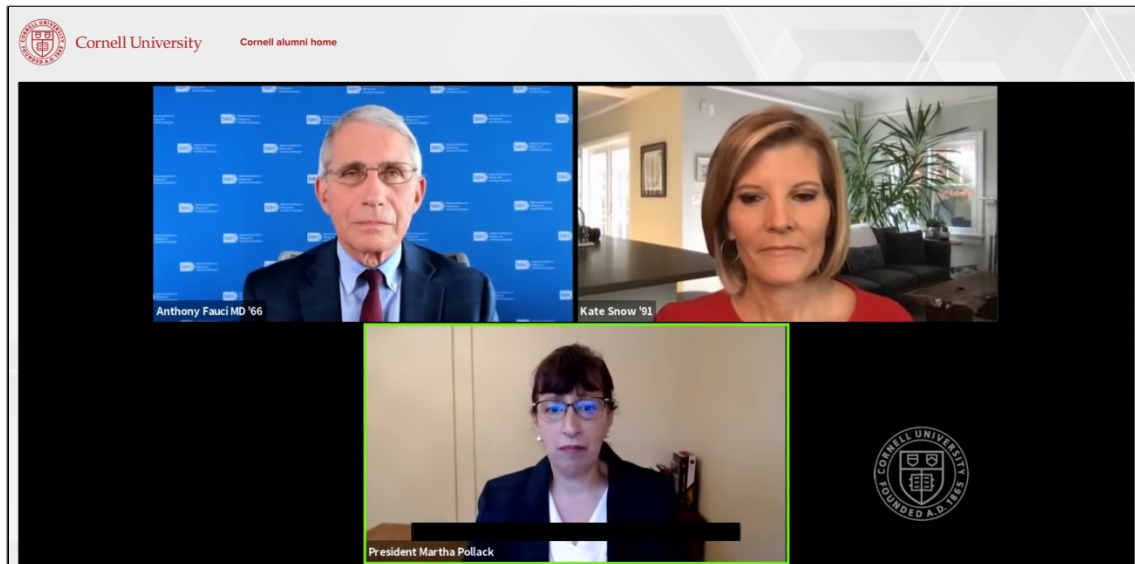 Cornell University
Cornell alumni home
NIH
Anthony Fauci MD '66
Kate Snow '91
President Martha Pollack
CORNELL UNIVERSITY
FOUNDED A.D. 1865